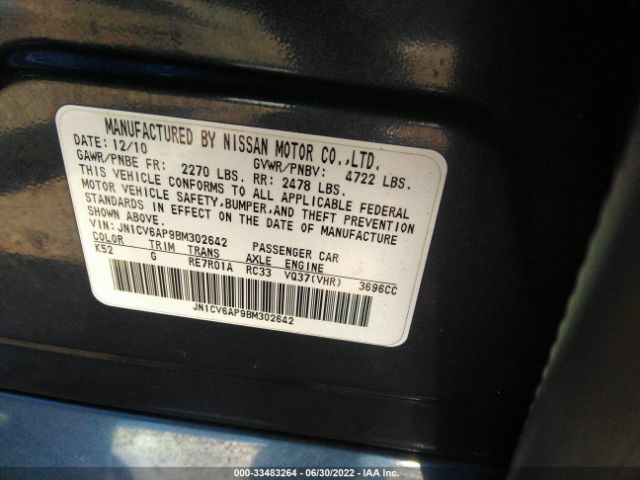 MANUFACTURED BY NISSAN MOTOR CO.,LTD.
DATE: 12/10 GVWR/PNBV: 4722 LBS.
GAWR/PNBE FR: 2270 LBS. RR: 2478 LBS.
THIS VEHICLE CONFORMS TO ALL APPLICABLE FEDERAL
MOTOR VEHICLE SAFETY,BUMPER,AND THEFT PREVENTION
STANDARDS IN EFFECT ON THE DATE OF MANUFACTURE
SHOWN ABOVE.
VIN: JN1CV6AP9BM302642 PASSENGER CAR
COLOR TRIM TRANS AXLE ENGINE
K52 G RE7R01A RC33 VQ37(VHR) 3696CC
JN1CV6AP9BM302642
000-33483264 - 06/30/2022 - IAA Inc.